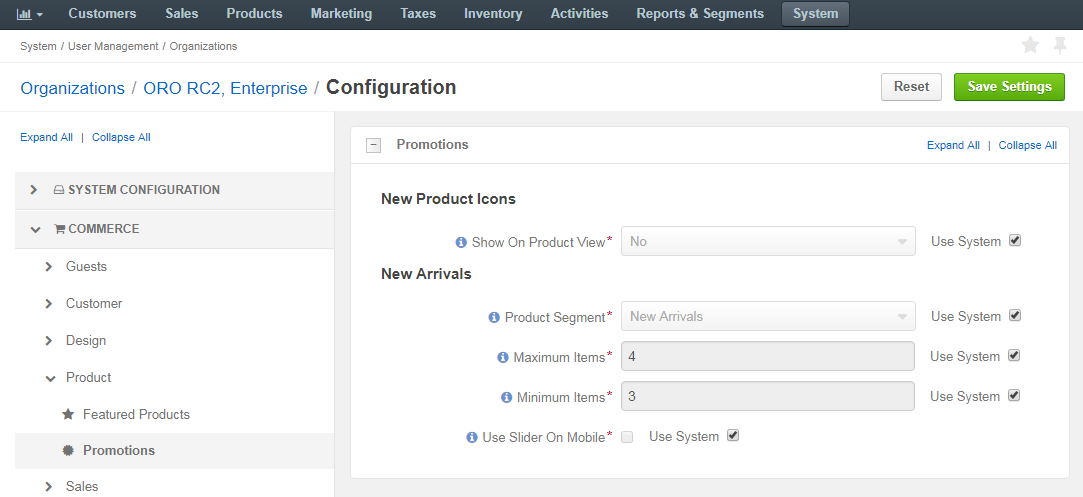 Customers Sales Products Marketing Taxes Inventory Activities Reports & Segments System
System / User Management / Organizations
Organizations / ORO RC2, Enterprise / Configuration Reset Save Settings
Expand All | Collapse All
SYSTEM CONFIGURATION
COMMERCE
Guests
Customer
Design
Product
Featured Products
Promotions
Sales
Promotions Expand All | Collapse All
New Product Icons
Show On Product View* No Use System
New Arrivals
Product Segment* New Arrivals Use System
Maximum Items* 4 Use System
Minimum Items* 3 Use System
Use Slider On Mobile* Use System